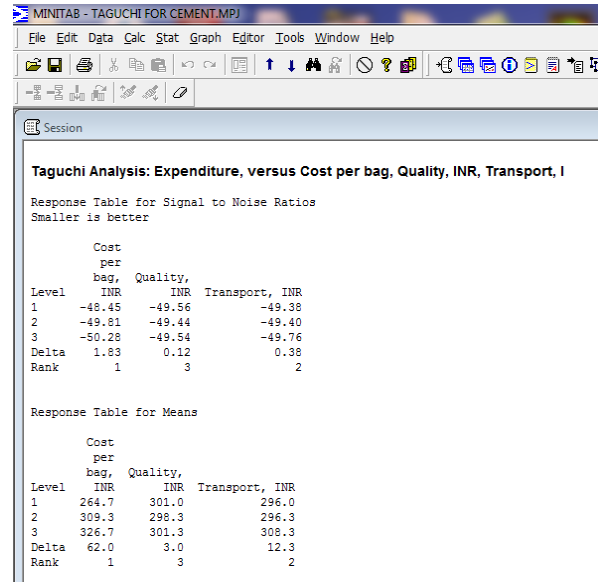 MINITAB - TAGUCHI FOR CEMENT.MPJ
File Edit Data Calc Stat Graph Editor Tools Window Help
Session
Taguchi Analysis: Expenditure, versus Cost per bag, Quality, INR, Transport, I
Response Table for Signal to Noise Ratios
Smaller is better
Cost
per
bag, Quality,
Level INR INR Transport, INR
1 -48.45 -49.56 -49.38
2 -49.81 -49.44 -49.40
3 -50.28 -49.54 -49.76
Delta 1.83 0.12 0.38
Rank 1 3 2
Response Table for Means
Cost
per
bag, Quality,
Level INR INR Transport, INR
1 264.7 301.0 296.0
2 309.3 298.3 296.3
3 326.7 301.3 308.3
Delta 62.0 3.0 12.3
Rank 1 3 2